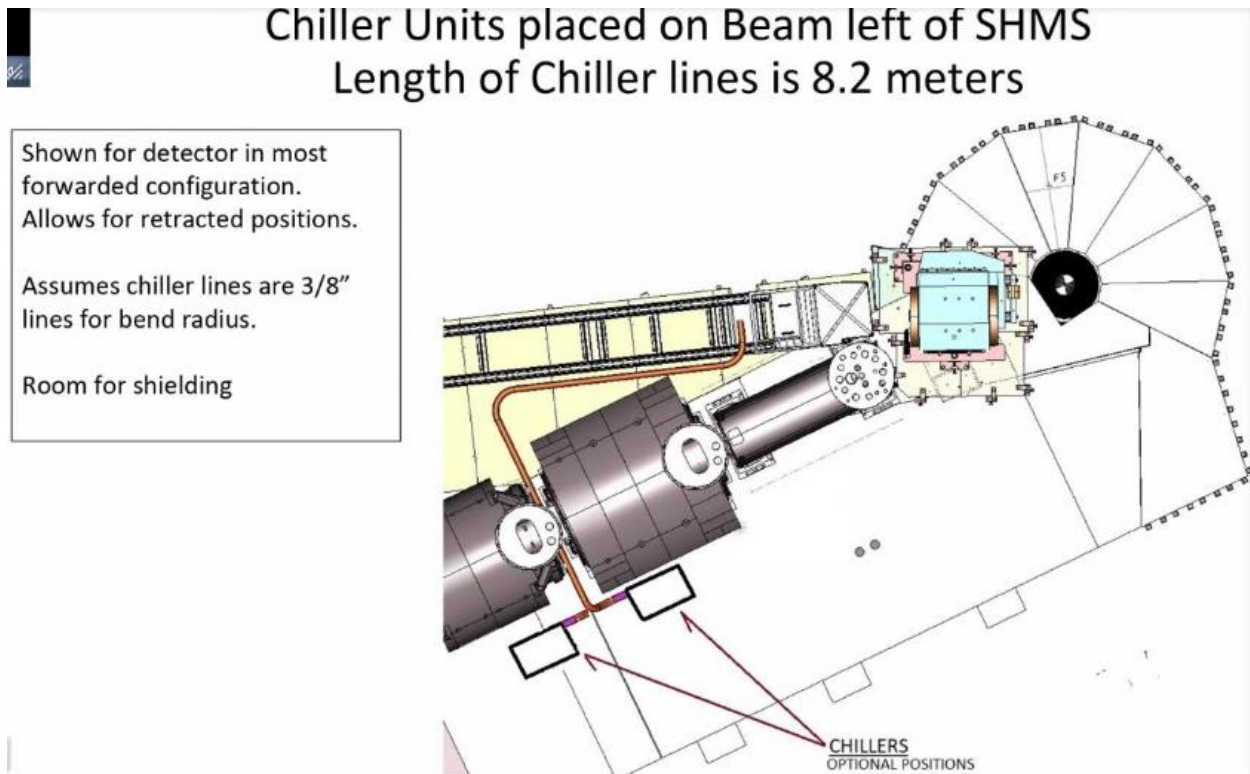 Chiller Units placed on Beam left of SHMS
Length of Chiller lines is 8.2 meters
Shown for detector in most
forwarded configuration.
Allows for retracted positions.
Assumes chiller lines are 3/8”
lines for bend radius.
Room for shielding
F5
CHILLERS
OPTIONAL POSITIONS